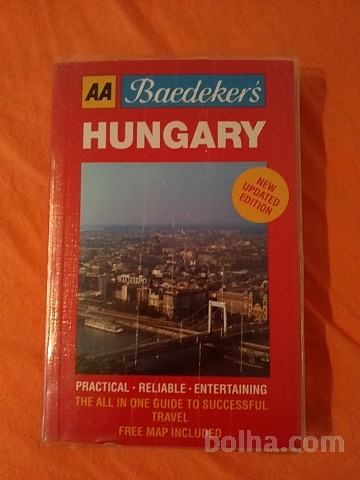 AA Baedeker's
HUNGARY
NEW
UPDATED
EDITION
PRACTICAL · RELIABLE · ENTERTAINING
THE ALL IN ONE GUIDE TO SUCCESSFUL
TRAVEL
FREE MAP INCLUDED
bolha.com